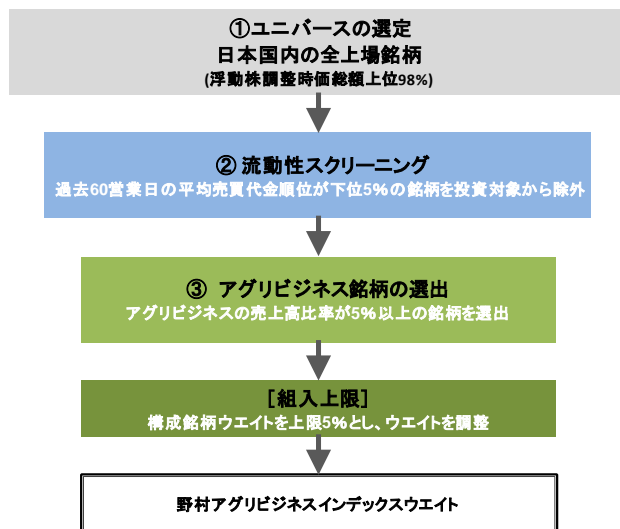 ①ユニバースの選定
日本国内の全上場銘柄
(浮動株調整時価総額上位98%)
② 流動性スクリーニング
過去60営業日の平均売買代金順位が下位5%の銘柄を投資対象から除外
③ アグリビジネス銘柄の選出
アグリビジネスの売上高比率が5%以上の銘柄を選出
[組入上限]
構成銘柄ウエイトを上限5%とし、ウエイトを調整
野村アグリビジネスインデックスウエイト